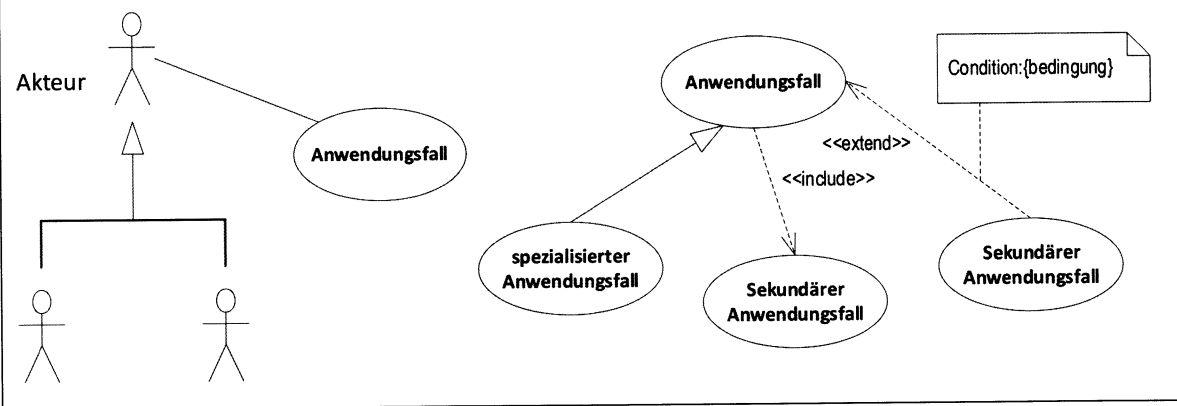 Akteur
Anwendungsfall
Anwendungsfall
Condition:{bedingung}
<<extend>>
<<include>>
spezialisierter
Anwendungsfall
Sekundärer
Anwendungsfall
Sekundärer
Anwendungsfall